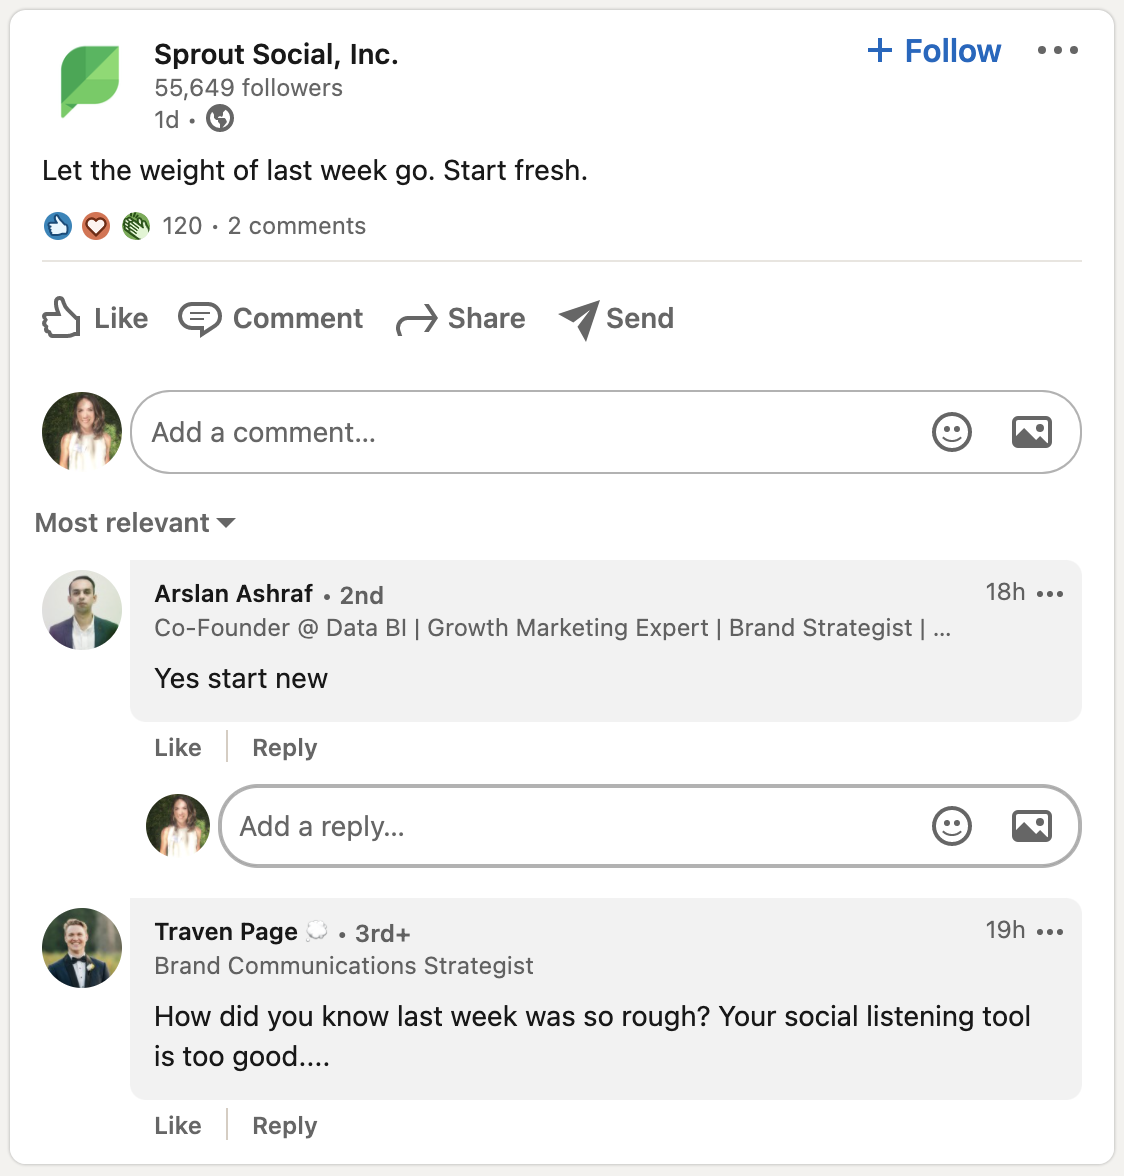 Sprout Social, Inc.
+ Follow
55,649 followers
1d •
Let the weight of last week go. Start fresh.
120 • 2 comments
Like Comment Share Send
Add a comment...
Most relevant
Arslan Ashraf • 2nd
18h
Co-Founder @ Data BI | Growth Marketing Expert | Brand Strategist | ...
Yes start new
Like | Reply
Add a reply...
Traven Page 💭 • 3rd+
19h
Brand Communications Strategist
How did you know last week was so rough? Your social listening tool
is too good....
Like | Reply